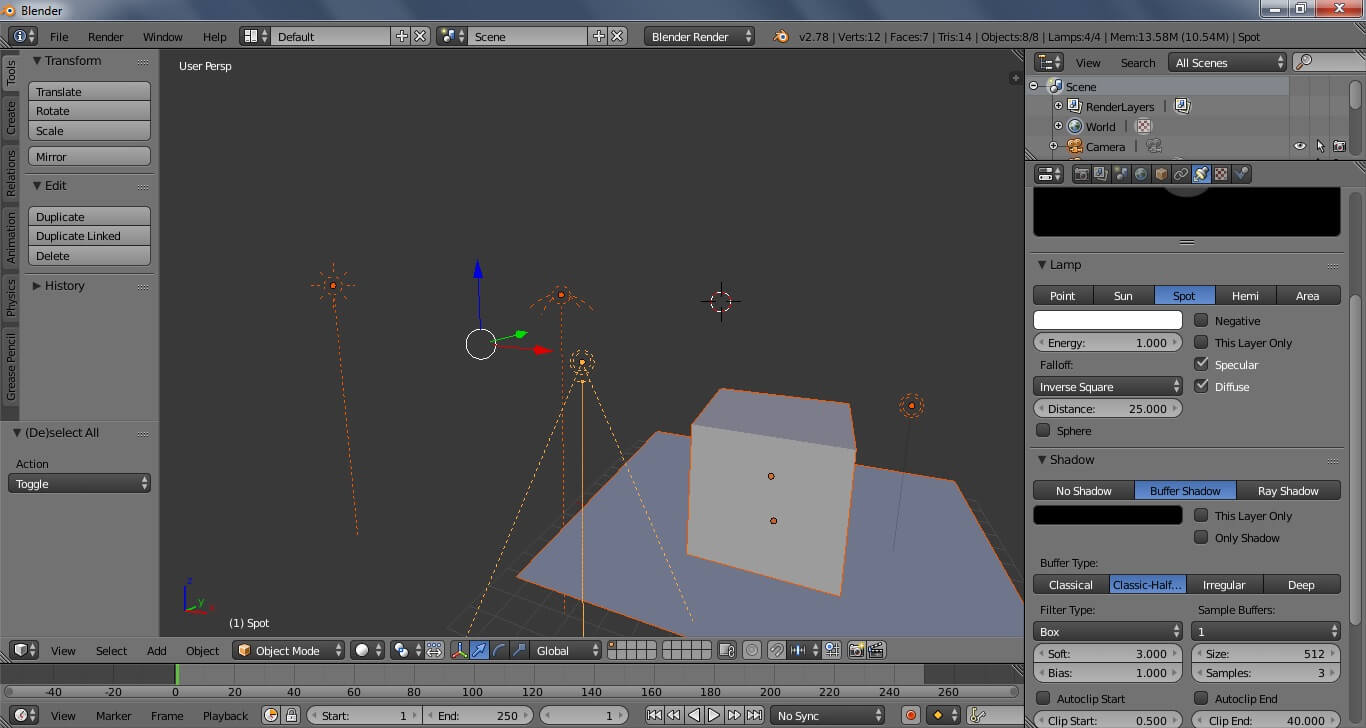 Blender
File Render Window Help Default Scene Blender Render v2.78 | Verts:12 | Faces:7 | Tris:14 | Objects:8/8 | Lamps:4/4 | Mem:13.58M (10.54M) | Spot
Tools
Create
Relations
Animation
Physics
Grease Pencil
Transform
Translate
Rotate
Scale
Mirror
Edit
Duplicate
Duplicate Linked
Delete
History
(De)select All
Action
Toggle
User Persp
z
y
x
(1) Spot
View Search All Scenes
Scene
RenderLayers
World
Camera
Lamp
Point Sun Spot Hemi Area
Negative
Energy: 1.000 This Layer Only
Falloff: Specular
Inverse Square Diffuse
Distance: 25.000
Sphere
Shadow
No Shadow Buffer Shadow Ray Shadow
This Layer Only
Only Shadow
Buffer Type:
Classical Classic-Half... Irregular Deep
Filter Type: Sample Buffers:
Box 1
Soft: 3.000 Size: 512
Bias: 1.000 Samples: 3
Autoclip Start Autoclip End
Clip Start: 0.500 Clip End: 40.000
View Select Add Object Object Mode Global
-40 -20 0 20 40 60 80 100 120 140 160 180 200 220 240 260
View Marker Frame Playback Start: 1 End: 250 1 No Sync